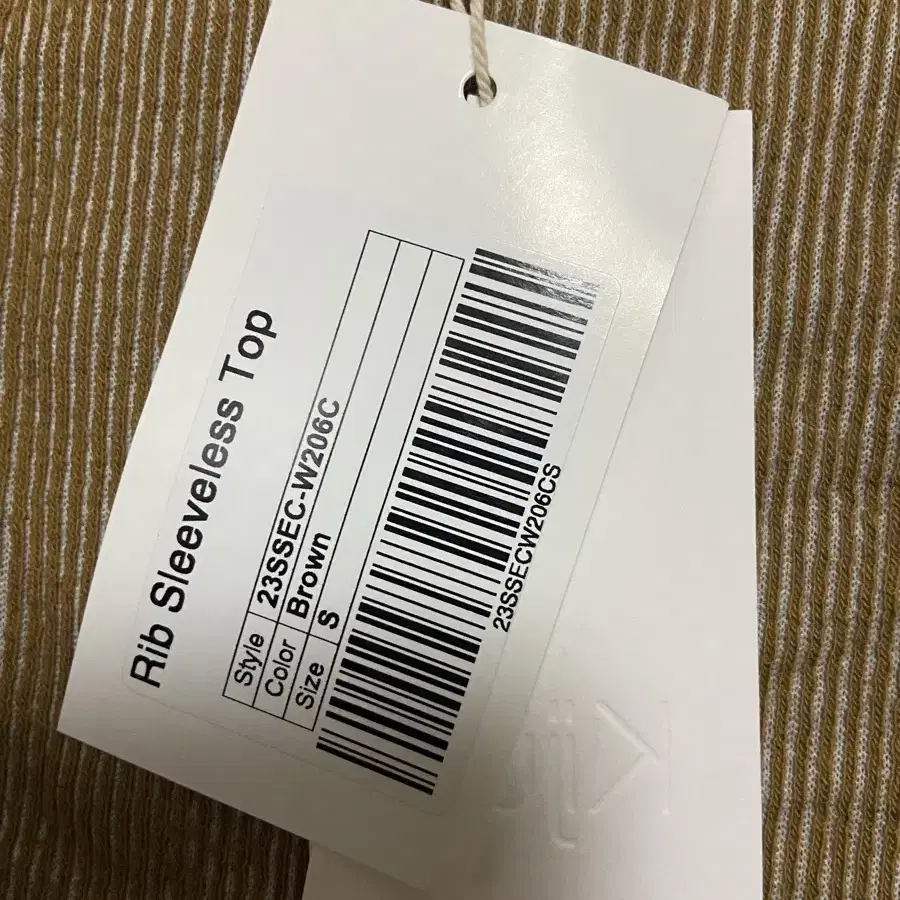 Rib Sleeveless Top
Style 23SSEC-W206C
Color Brown
Size S
23SSECW206CS